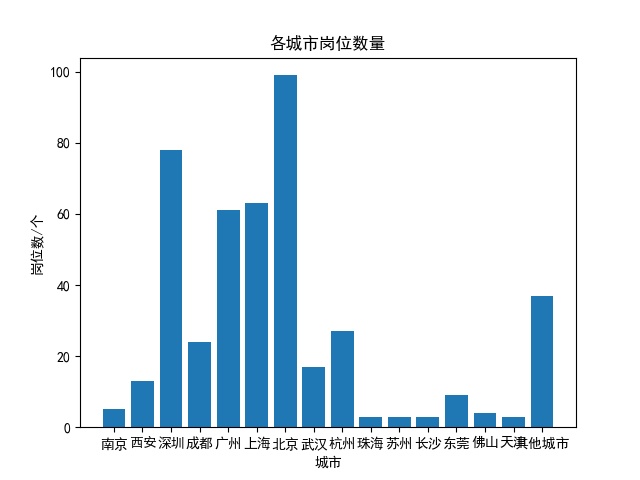 各城市岗位数量
岗位数/个
100
80
60
40
20
0
南京 西安 深圳 成都 广州 上海 北京 武汉 杭州 珠海 苏州 长沙 东莞 佛山 天津 其他城市
城市